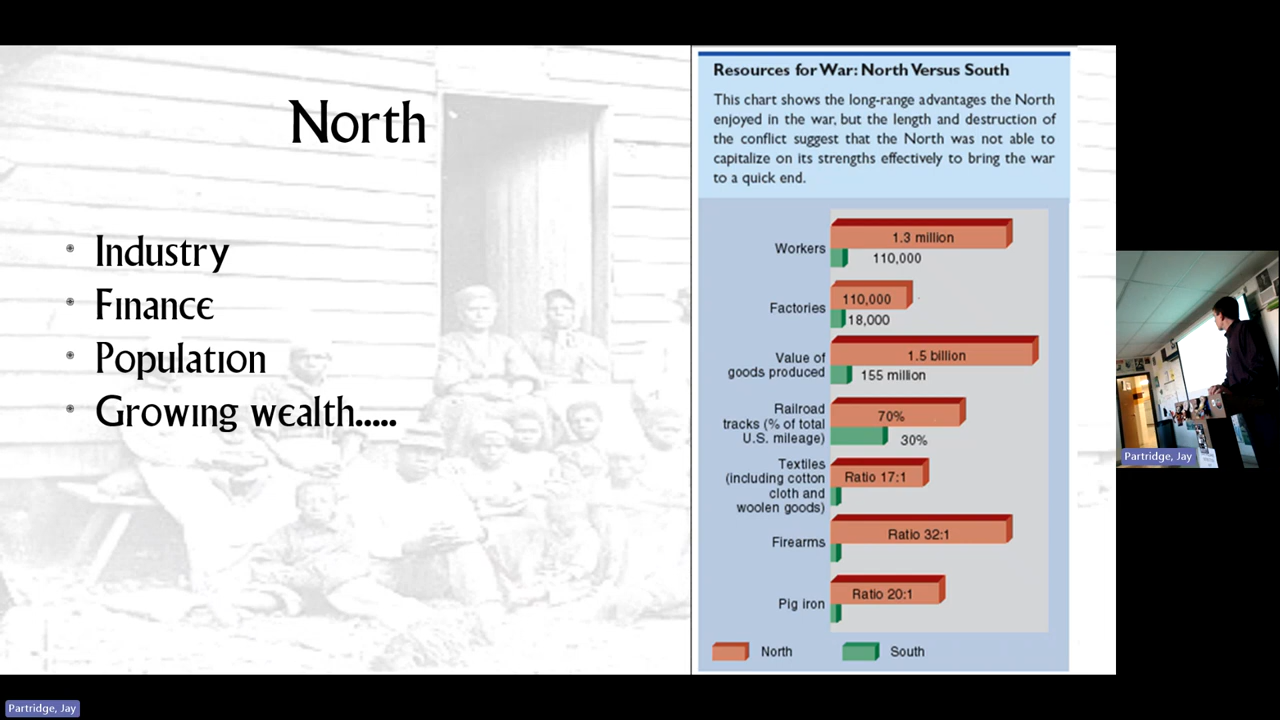 North
Industry
Finance
Population
Growing wealth.....
Resources for War: North Versus South
This chart shows the long-range advantages the North
enjoyed in the war, but the length and destruction of
the conflict suggest that the North was not able to
capitalize on its strengths effectively to bring the war
to a quick end.
Workers
1.3 million
110,000
Factories
110,000
18,000
Value of
goods produced
1.5 billion
155 million
Railroad
tracks (% of total
U.S. mileage)
70%
30%
Textiles
(including cotton
cloth and
woolen goods)
Ratio 17:1
Firearms
Ratio 32:1
Pig iron
Ratio 20:1
North
South
Partridge, Jay
Partridge, Jay